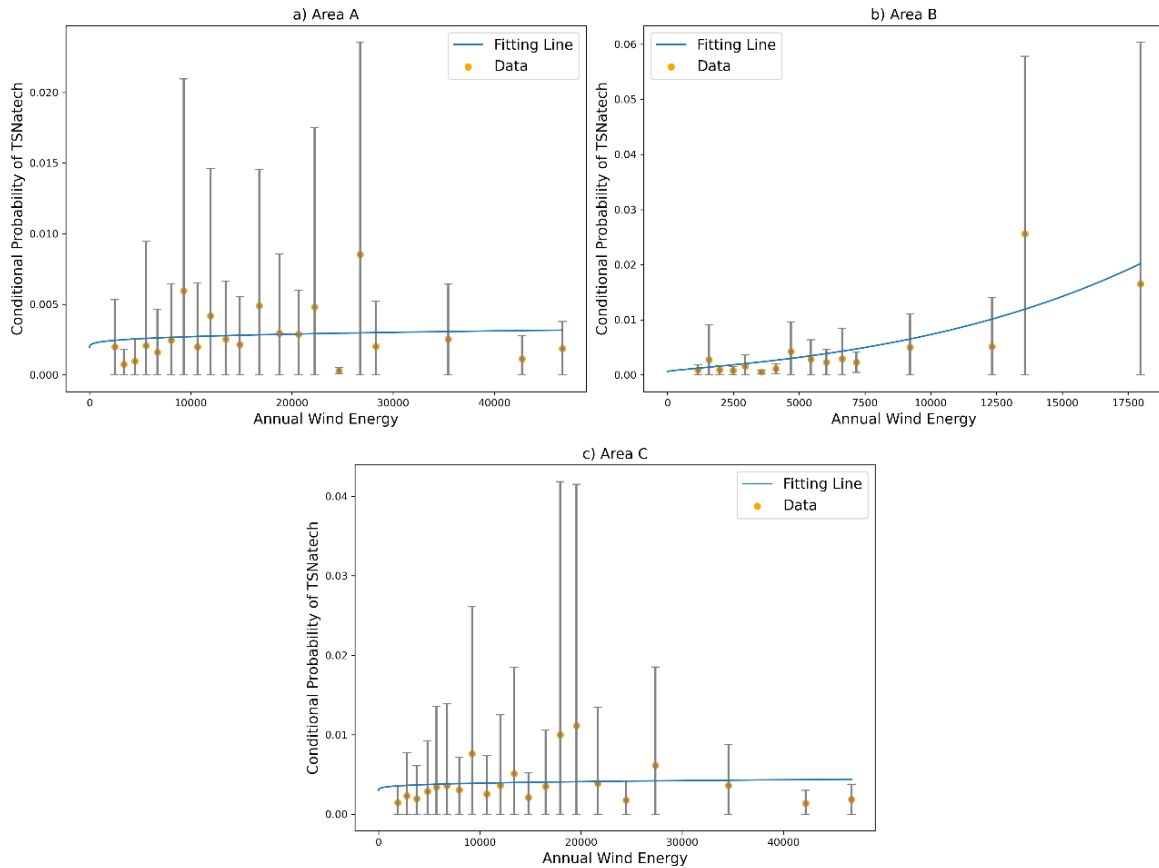 a) Area A
Conditional Probability of TSNatech
0.020
0.015
0.010
0.005
0.000
Fitting Line
Data
0
10000
20000
30000
40000
Annual Wind Energy
b) Area B
Conditional Probability of TSNatech
0.06
0.05
0.04
0.03
0.02
0.01
0.00
Fitting Line
Data
0
2500
5000
7500
10000
12500
15000
17500
Annual Wind Energy
c) Area C
Conditional Probability of TSNatech
0.04
0.03
0.02
0.01
0.00
Fitting Line
Data
0
10000
20000
30000
40000
Annual Wind Energy